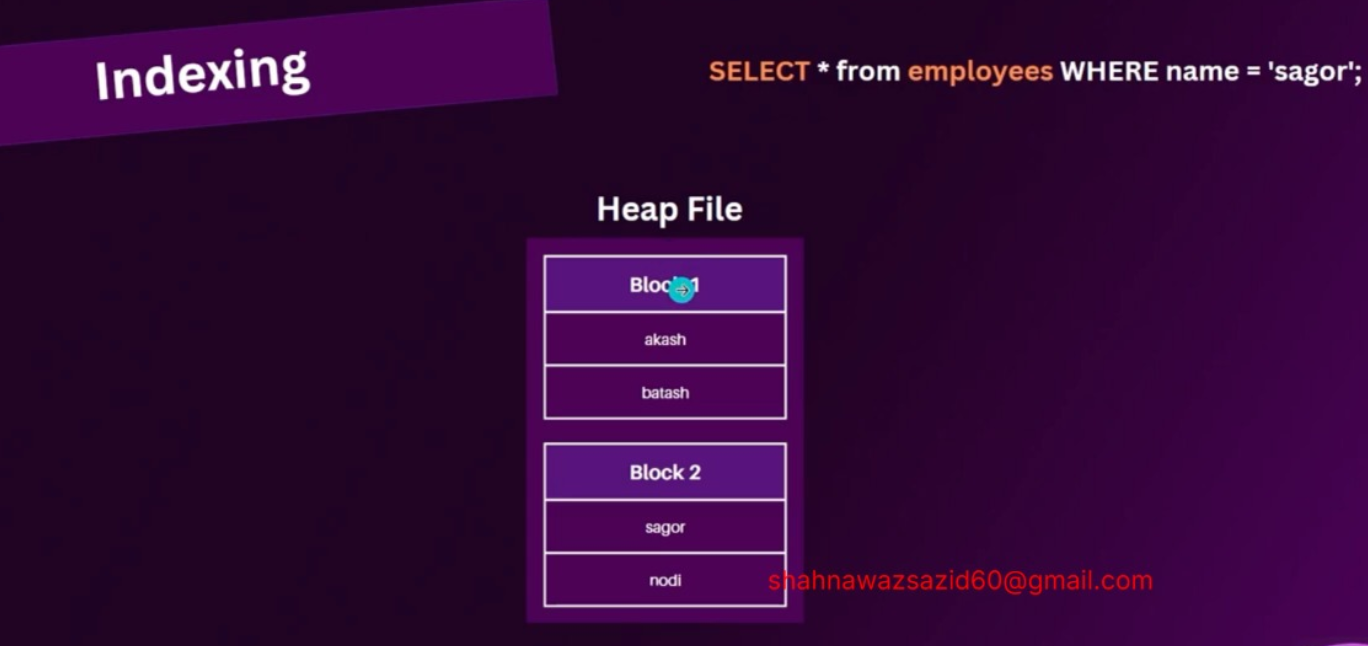 Indexing
SELECT * from employees WHERE name = 'sagor';
Heap File
Block 1
akash
batash
Block 2
sagor
nodi
shahnawazsazid60@gmail.com